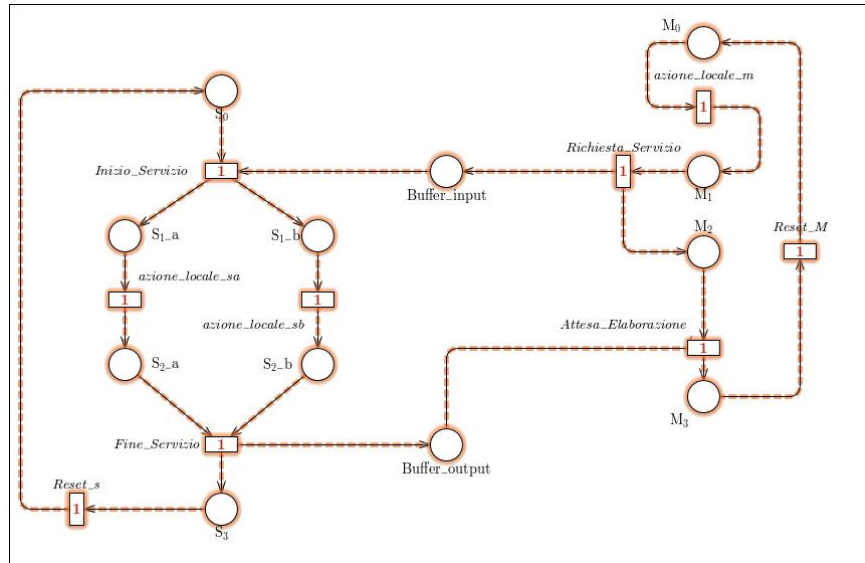 M₀
azione_locale_m
1
S₀
Richiesta_Servizio
Inizio_Servizio
1
Buffer_input
1
M₁
M₂
Reset_M
S₁_a
S₁_b
1
azione_locale_sa
1
1
azione_locale_sb
Attesa_Elaborazione
1
S₂_a
S₂_b
M₃
Fine_Servizio
1
Buffer_output
Reset_s
1
S₃